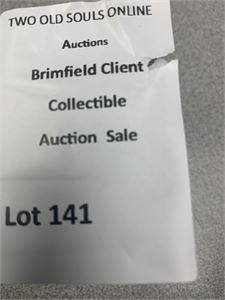 TWO OLD SOULS ONLINE
Auctions
Brimfield Client
Collectible
Auction Sale
Lot 141